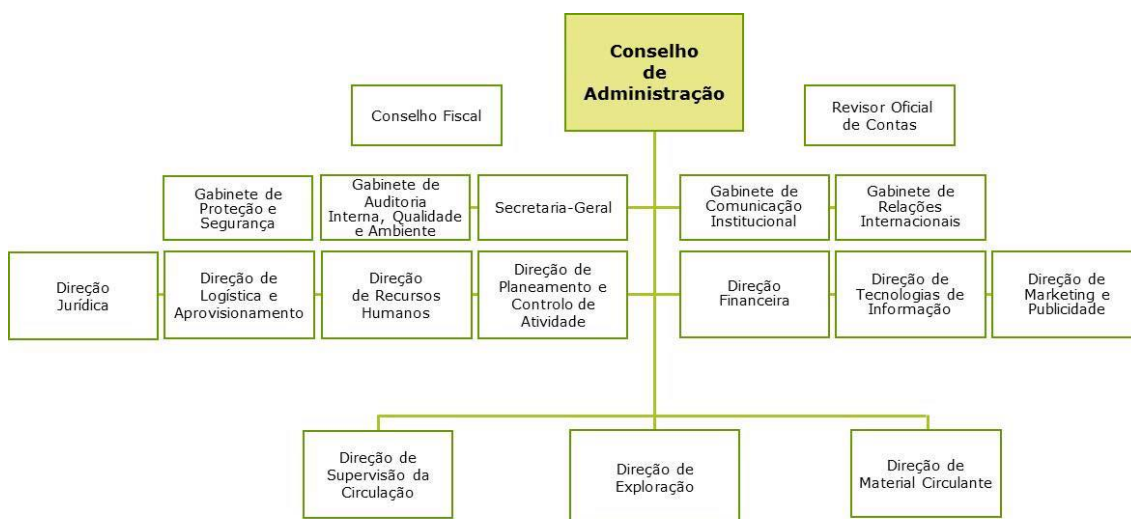 Conselho
de
Administração
Conselho Fiscal
Revisor Oficial
de Contas
Gabinete de
Proteção e
Segurança
Gabinete de
Auditoria
Interna, Qualidade
e Ambiente
Secretaria-Geral
Gabinete de
Comunicação
Institucional
Gabinete de
Relações
Internacionais
Direção
Jurídica
Direção de
Logística e
Aprovisionamento
Direção
de Recursos
Humanos
Direção de
Planeamento e
Controlo de
Atividade
Direção
Financeira
Direção de
Tecnologias de
Informação
Direção de
Marketing e
Publicidade
Direção de
Supervisão da
Circulação
Direção de
Exploração
Direção de
Material Circulante